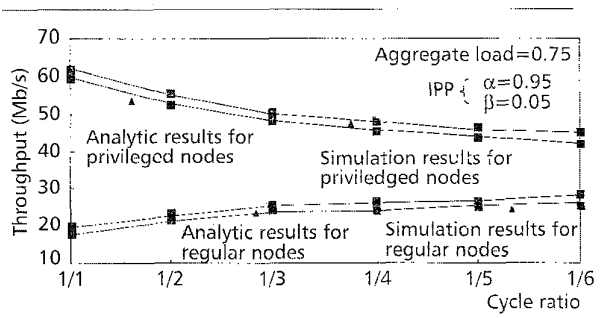 70
60
50
40
30
20
10
Throughput (Mb/s)
Aggregate load=0.75
IPP { α=0.95
β=0.05
Analytic results for
privileged nodes
Simulation results for
priviledged nodes
Analytic results for
regular nodes
Simulation results for
regular nodes
1/1 1/2 1/3 1/4 1/5 1/6
Cycle ratio